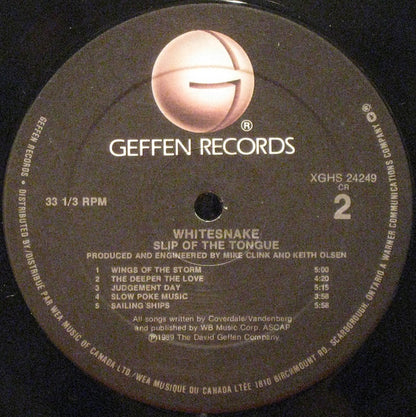 G
®
GEFFEN RECORDS
33 1/3 RPM
XGHS 24249
CR
2
WHITESNAKE
SLIP OF THE TONGUE
PRODUCED AND ENGINEERED BY MIKE CLINK AND KEITH OLSEN
1 WINGS OF THE STORM 5:00
2 THE DEEPER THE LOVE 4:20
3 JUDGEMENT DAY 5:15
4 SLOW POKE MUSIC 3:58
5 SAILING SHIPS 5:58
All songs written by Coverdale/Vandenberg
and published by WB Music Corp. ASCAP
Ⓟ1989 The David Geffen Company
GEFFEN RECORDS • DISTRIBUTED BY/DISTRIBUÉ PAR WEA MUSIC OF CANADA LTD./WEA MUSIQUE DU CANADA LTÉE 1810 BIRCHMOUNT RD. SCARBOROUGH, ONTARIO A WARNER COMMUNICATIONS COMPANY